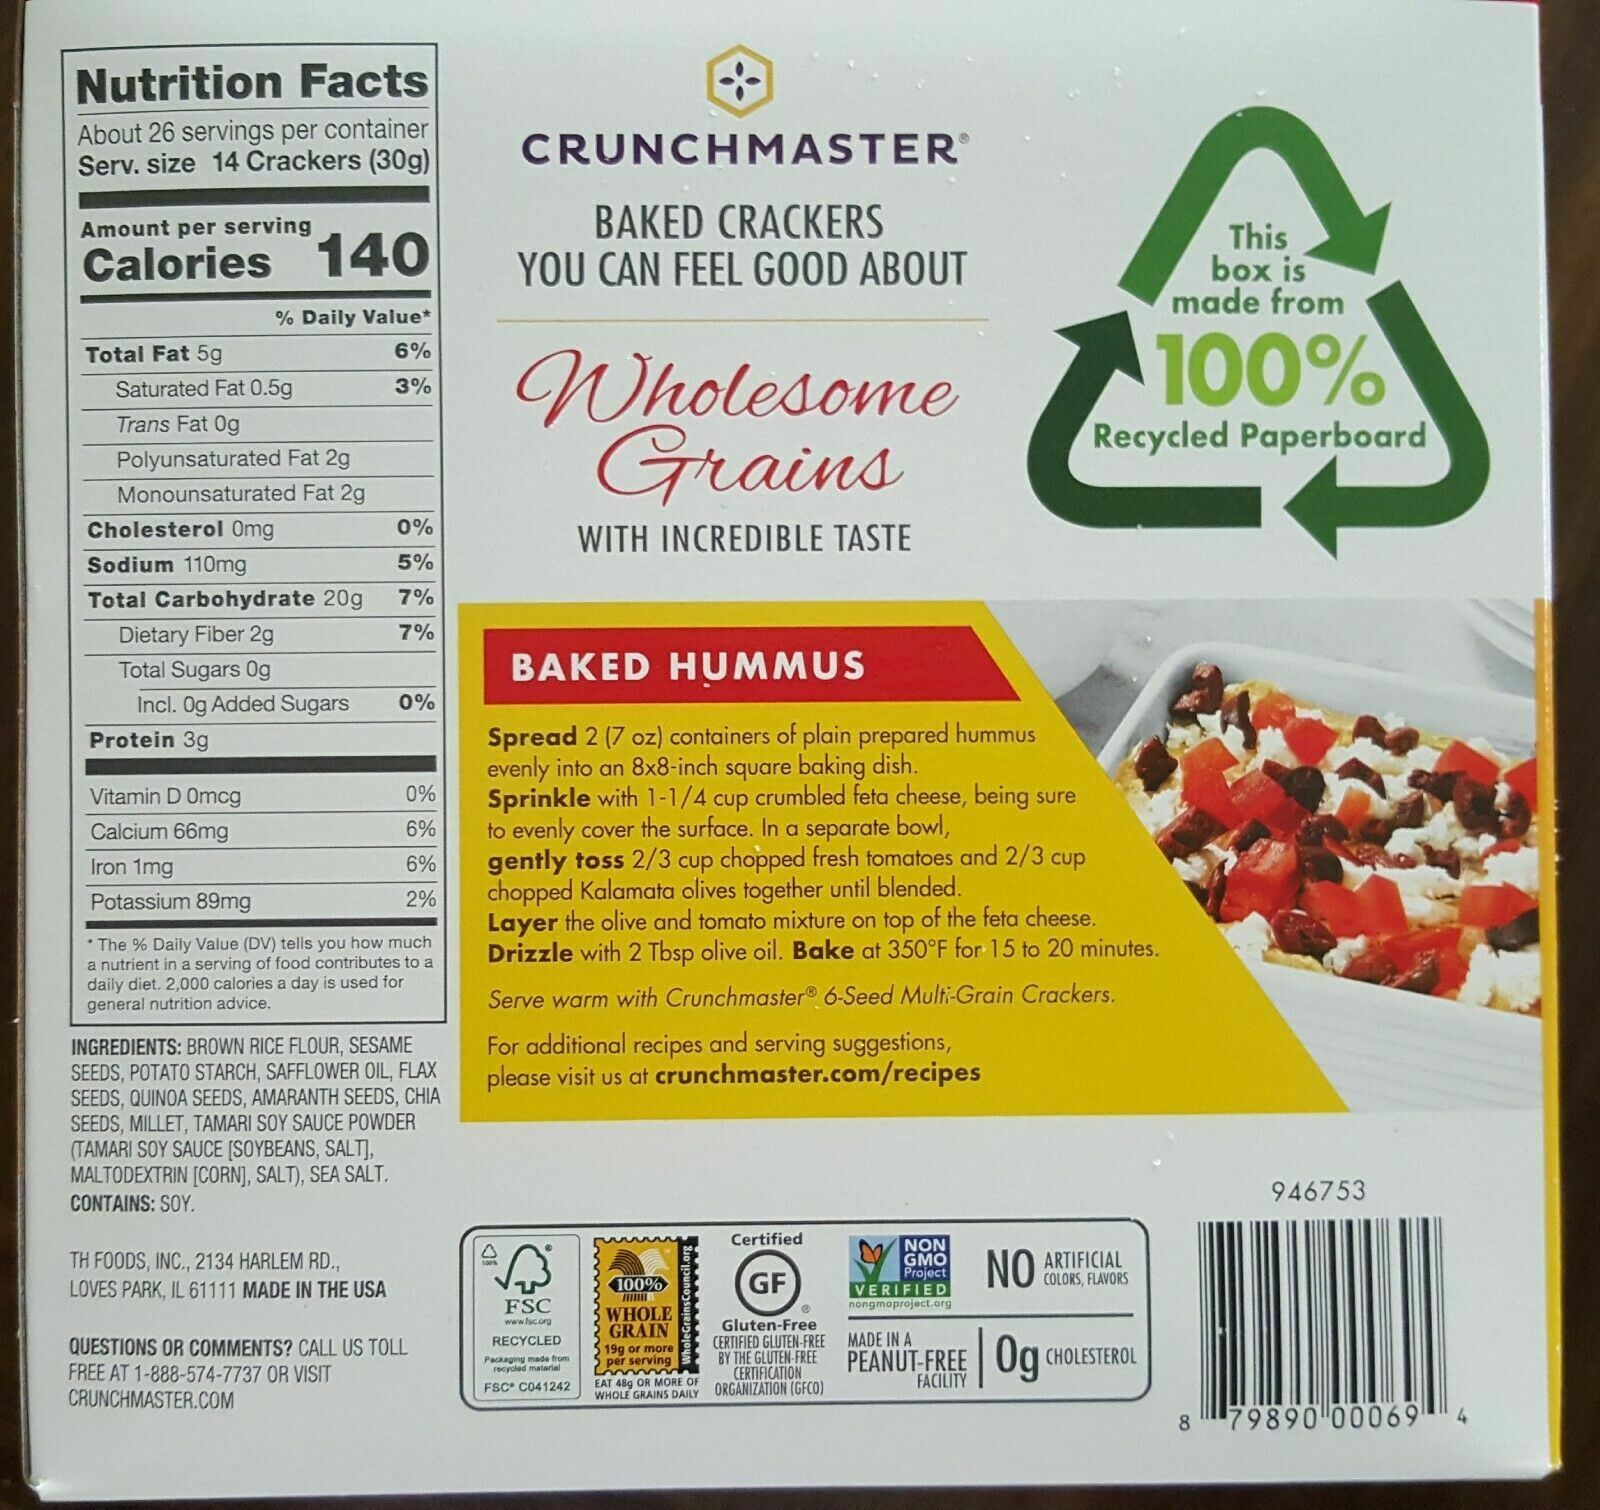 Nutrition Facts
About 26 servings per container
Serv. size 14 Crackers (30g)
Amount per serving
Calories 140
% Daily Value*
Total Fat 5g 6%
Saturated Fat 0.5g 3%
Trans Fat 0g
Polyunsaturated Fat 2g
Monounsaturated Fat 2g
Cholesterol 0mg 0%
Sodium 110mg 5%
Total Carbohydrate 20g 7%
Dietary Fiber 2g 7%
Total Sugars 0g
Incl. 0g Added Sugars 0%
Protein 3g
Vitamin D 0mcg 0%
Calcium 66mg 6%
Iron 1mg 6%
Potassium 89mg 2%
* The % Daily Value (DV) tells you how much
a nutrient in a serving of food contributes to a
daily diet. 2,000 calories a day is used for
general nutrition advice.
INGREDIENTS: BROWN RICE FLOUR, SESAME
SEEDS, POTATO STARCH, SAFFLOWER OIL, FLAX
SEEDS, QUINOA SEEDS, AMARANTH SEEDS, CHIA
SEEDS, MILLET, TAMARI SOY SAUCE POWDER
(TAMARI SOY SAUCE [SOYBEANS, SALT],
MALTODEXTRIN [CORN], SALT), SEA SALT.
CONTAINS: SOY.
TH FOODS, INC., 2134 HARLEM RD.,
LOVES PARK, IL 61111 MADE IN THE USA
QUESTIONS OR COMMENTS? CALL US TOLL
FREE AT 1-888-574-7737 OR VISIT
CRUNCHMASTER.COM
CRUNCHMASTER®
BAKED CRACKERS
YOU CAN FEEL GOOD ABOUT
Wholesome
Grains
WITH INCREDIBLE TASTE
This
box is
made from
100%
Recycled Paperboard
BAKED HUMMUS
Spread 2 (7 oz) containers of plain prepared hummus
evenly into an 8x8-inch square baking dish.
Sprinkle with 1-1/4 cup crumbled feta cheese, being sure
to evenly cover the surface. In a separate bowl,
gently toss 2/3 cup chopped fresh tomatoes and 2/3 cup
chopped Kalamata olives together until blended.
Layer the olive and tomato mixture on top of the feta cheese.
Drizzle with 2 Tbsp olive oil. Bake at 350°F for 15 to 20 minutes.
Serve warm with Crunchmaster® 6-Seed Multi-Grain Crackers.
For additional recipes and serving suggestions,
please visit us at crunchmaster.com/recipes
100%
FSC
www.fsc.org
RECYCLED
Packaging made from
recycled material
FSC® C041242
100%
WHOLE
GRAIN
19g or more
per serving
WholeGrainsCouncil.org
EAT 48g OR MORE OF
WHOLE GRAINS DAILY
Certified
GF
®
Gluten-Free
CERTIFIED GLUTEN-FREE
BY THE GLUTEN-FREE
CERTIFICATION
ORGANIZATION (GFCO)
NON
GMO
Project
VERIFIED
nongmoproject.org
NO ARTIFICIAL
COLORS, FLAVORS
MADE IN A
PEANUT-FREE
FACILITY
0g CHOLESTEROL
946753
8 79890 00069 4